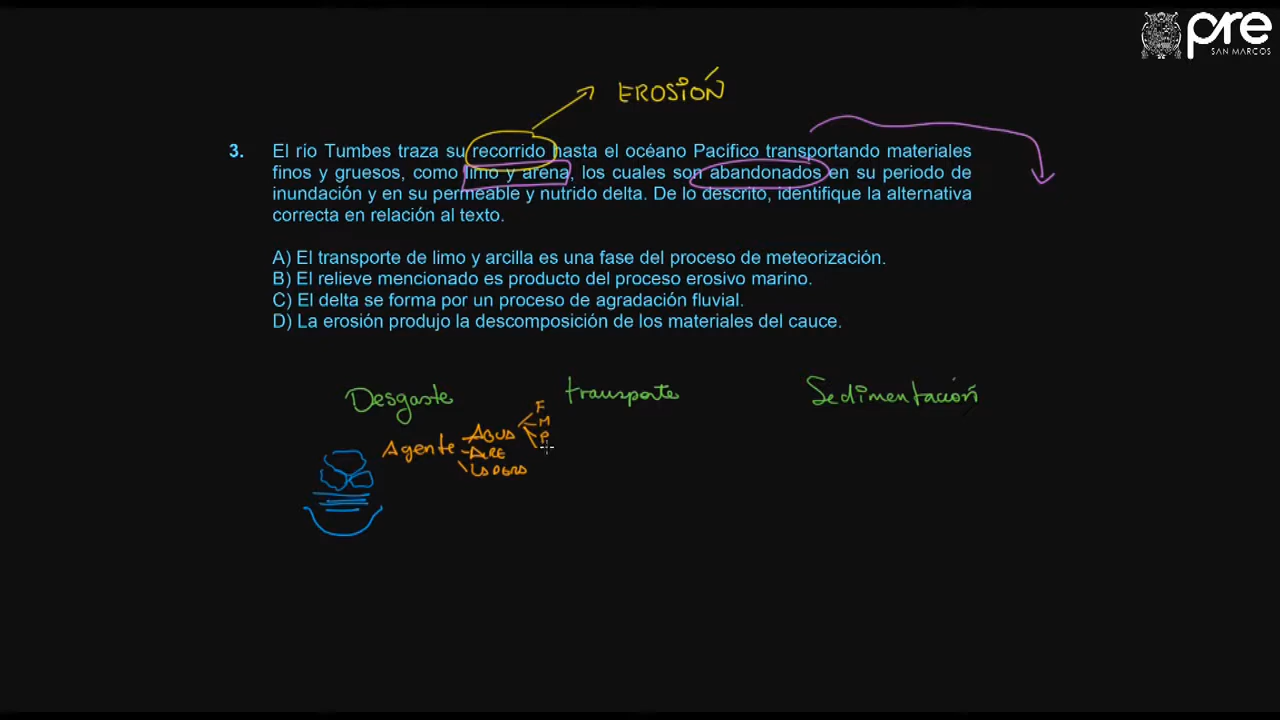 pre
SAN MARCOS
EROSIÓN
3. El río Tumbes traza su recorrido hasta el océano Pacífico transportando materiales
finos y gruesos, como limo y arena, los cuales son abandonados en su periodo de
inundación y en su permeable y nutrido delta. De lo descrito, identifique la alternativa
correcta en relación al texto.
A) El transporte de limo y arcilla es una fase del proceso de meteorización.
B) El relieve mencionado es producto del proceso erosivo marino.
C) El delta se forma por un proceso de agradación fluvial.
D) La erosión produjo la descomposición de los materiales del cauce.
Desgaste transporte Sedimentación
F
Agente AGUA M
AIRE P